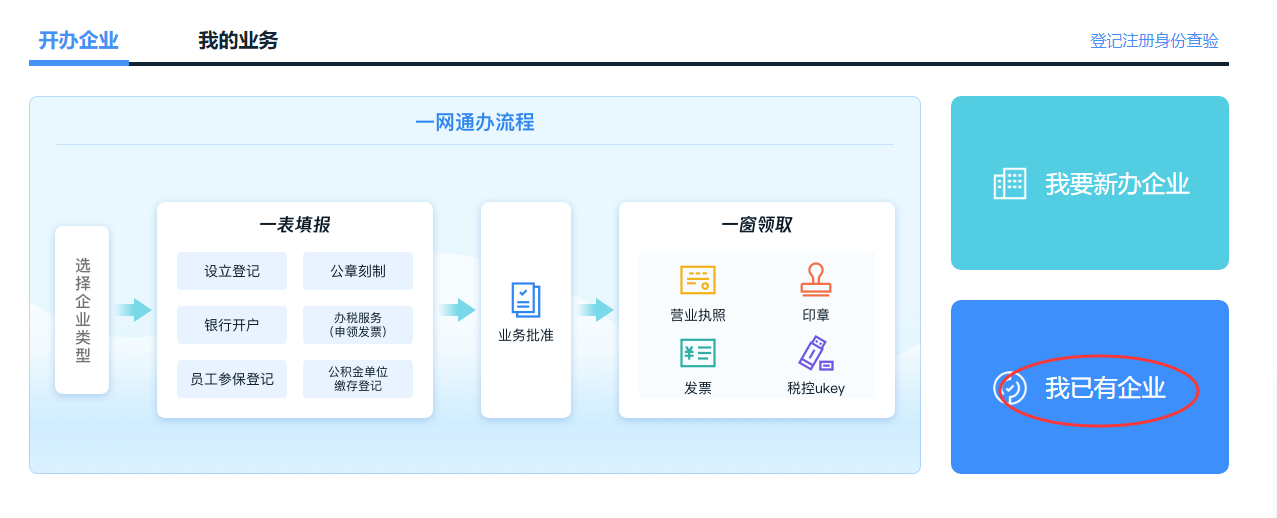 开办企业
我的业务
登记注册身份查验
一网通办流程
选择企业类型
一表填报
设立登记
公章刻制
银行开户
办税服务
（申领发票）
员工参保登记
公积金单位
缴存登记
业务批准
一窗领取
营业执照
印章
发票
税控ukey
我要新办企业
我已有企业